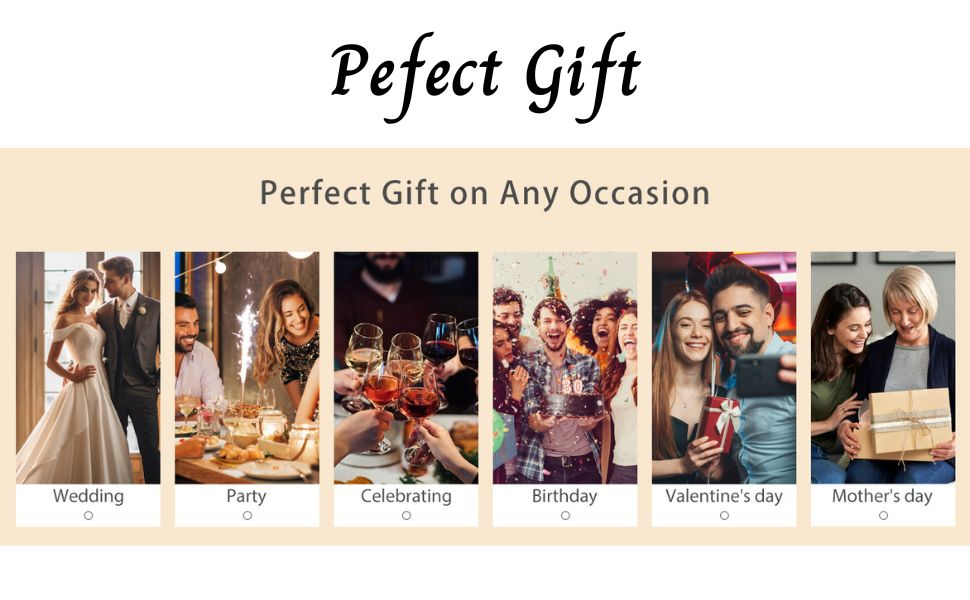 Pefect Gift
Perfect Gift on Any Occasion
Wedding
Party
Celebrating
Birthday
Valentine's day
Mother's day